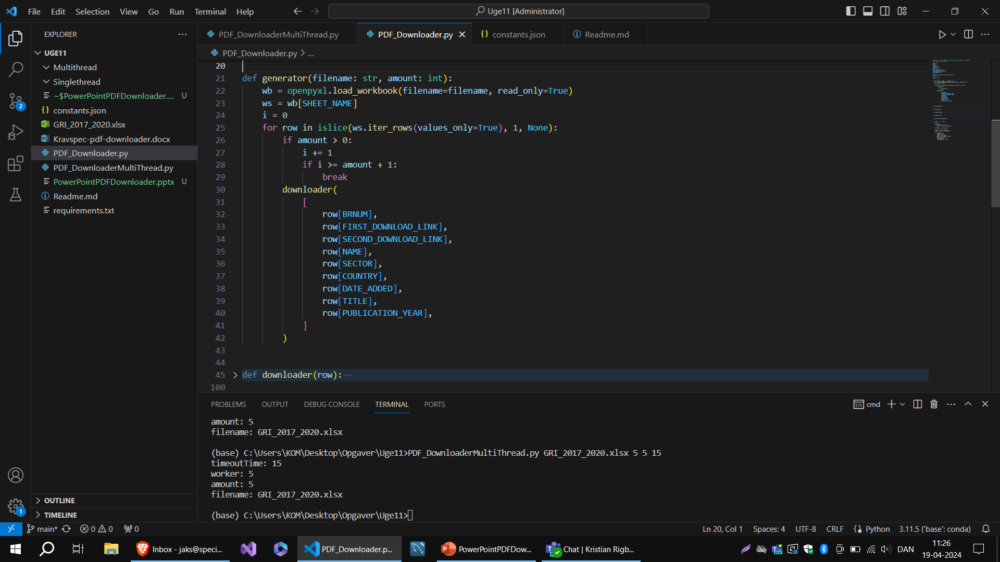 File Edit Selection View Go Run Terminal Help
Uge11 [Administrator]
EXPLORER
UGE11
Multithread
Singlethread
~$PowerPointPDFDownloader.... U
constants.json
GRI_2017_2020.xlsx
Kravspec-pdf-downloader.docx
PDF_Downloader.py
PDF_DownloaderMultiThread.py
PowerPointPDFDownloader.pptx U
Readme.md
requirements.txt
OUTLINE
TIMELINE
2
1
PDF_DownloaderMultiThread.py PDF_Downloader.py constants.json Readme.md
PDF_Downloader.py > ...
20
21 def generator(filename: str, amount: int):
22 wb = openpyxl.load_workbook(filename=filename, read_only=True)
23 ws = wb[SHEET_NAME]
24 i = 0
25 for row in islice(ws.iter_rows(values_only=True), 1, None):
26 if amount > 0:
27 i += 1
28 if i >= amount + 1:
29 break
30 downloader(
31 [
32 row[BRNUM],
33 row[FIRST_DOWNLOAD_LINK],
34 row[SECOND_DOWNLOAD_LINK],
35 row[NAME],
36 row[SECTOR],
37 row[COUNTRY],
38 row[DATE_ADDED],
39 row[TITLE],
40 row[PUBLICATION_YEAR],
41 ]
42 )
43
44
45 def downloader(row): ...
100
PROBLEMS OUTPUT DEBUG CONSOLE TERMINAL PORTS
cmd
amount: 5
filename: GRI_2017_2020.xlsx
(base) C:\Users\KOM\Desktop\Opgaver\Uge11>PDF_DownloaderMultiThread.py GRI_2017_2020.xlsx 5 5 15
timeoutTime: 15
worker: 5
amount: 5
filename: GRI_2017_2020.xlsx
(base) C:\Users\KOM\Desktop\Opgaver\Uge11>
main* 0 0 0
Ln 20, Col 1 Spaces: 4 UTF-8 CRLF Python 3.11.5 ('base': conda)
Inbox - jaks@speci...
PDF_Downloader.p...
PowerPointPDFDow...
Chat | Kristian Rigb...
DAN
11:26
19-04-2024